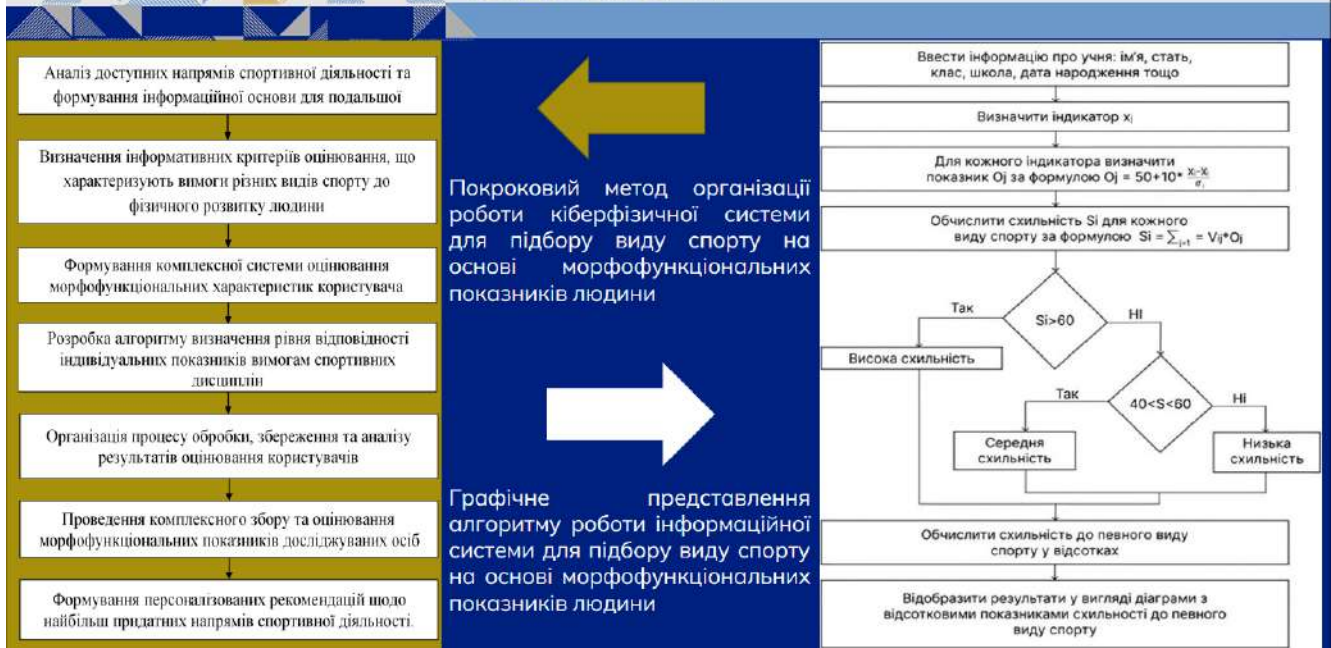 Аналіз доступних напрямів спортивної діяльності та
формування інформаційної основи для подальшої
Визначення інформативних критеріїв оцінювання, що
характеризують вимоги різних видів спорту до
фізичного розвитку людини
Формування комплексної системи оцінювання
морфофункціональних характеристик користувача
Розробка алгоритму визначення рівня відповідності
індивідуальних показників вимогам спортивних
дисциплін
Організація процесу обробки, збереження та аналізу
результатів оцінювання користувачів
Проведення комплексного збору та оцінювання
морфофункціональних показників досліджуваних осіб
Формування персоналізованих рекомендацій щодо
найбільш придатних напрямів спортивної діяльності.
Покроковий метод організації
роботи кіберфізичної системи
для підбору виду спорту на
основі морфофункціональних
показників людини
Графічне представлення
алгоритму роботи інформаційної
системи для підбору виду спорту
на основі морфофункціональних
показників людини
Ввести інформацію про учня: ім'я, стать,
клас, школа, дата народження тощо
Визначити індикатор xj
Для кожного індикатора визначити
показник Oj за формулою Oj = 50+10* (xi-xi)/σi
Обчислити схильність Si для кожного
виду спорту за формулою Si = ∑j=1 = Vij*Oj
Si>60
Так
НІ
Висока схильність
40<S<60
Так
Ні
Середня
схильність
Низька
схильність
Обчислити схильність до певного виду
спорту у відсотках
Відобразити результати у вигляді діаграми з
відсотковими показниками схильності до певного
виду спорту